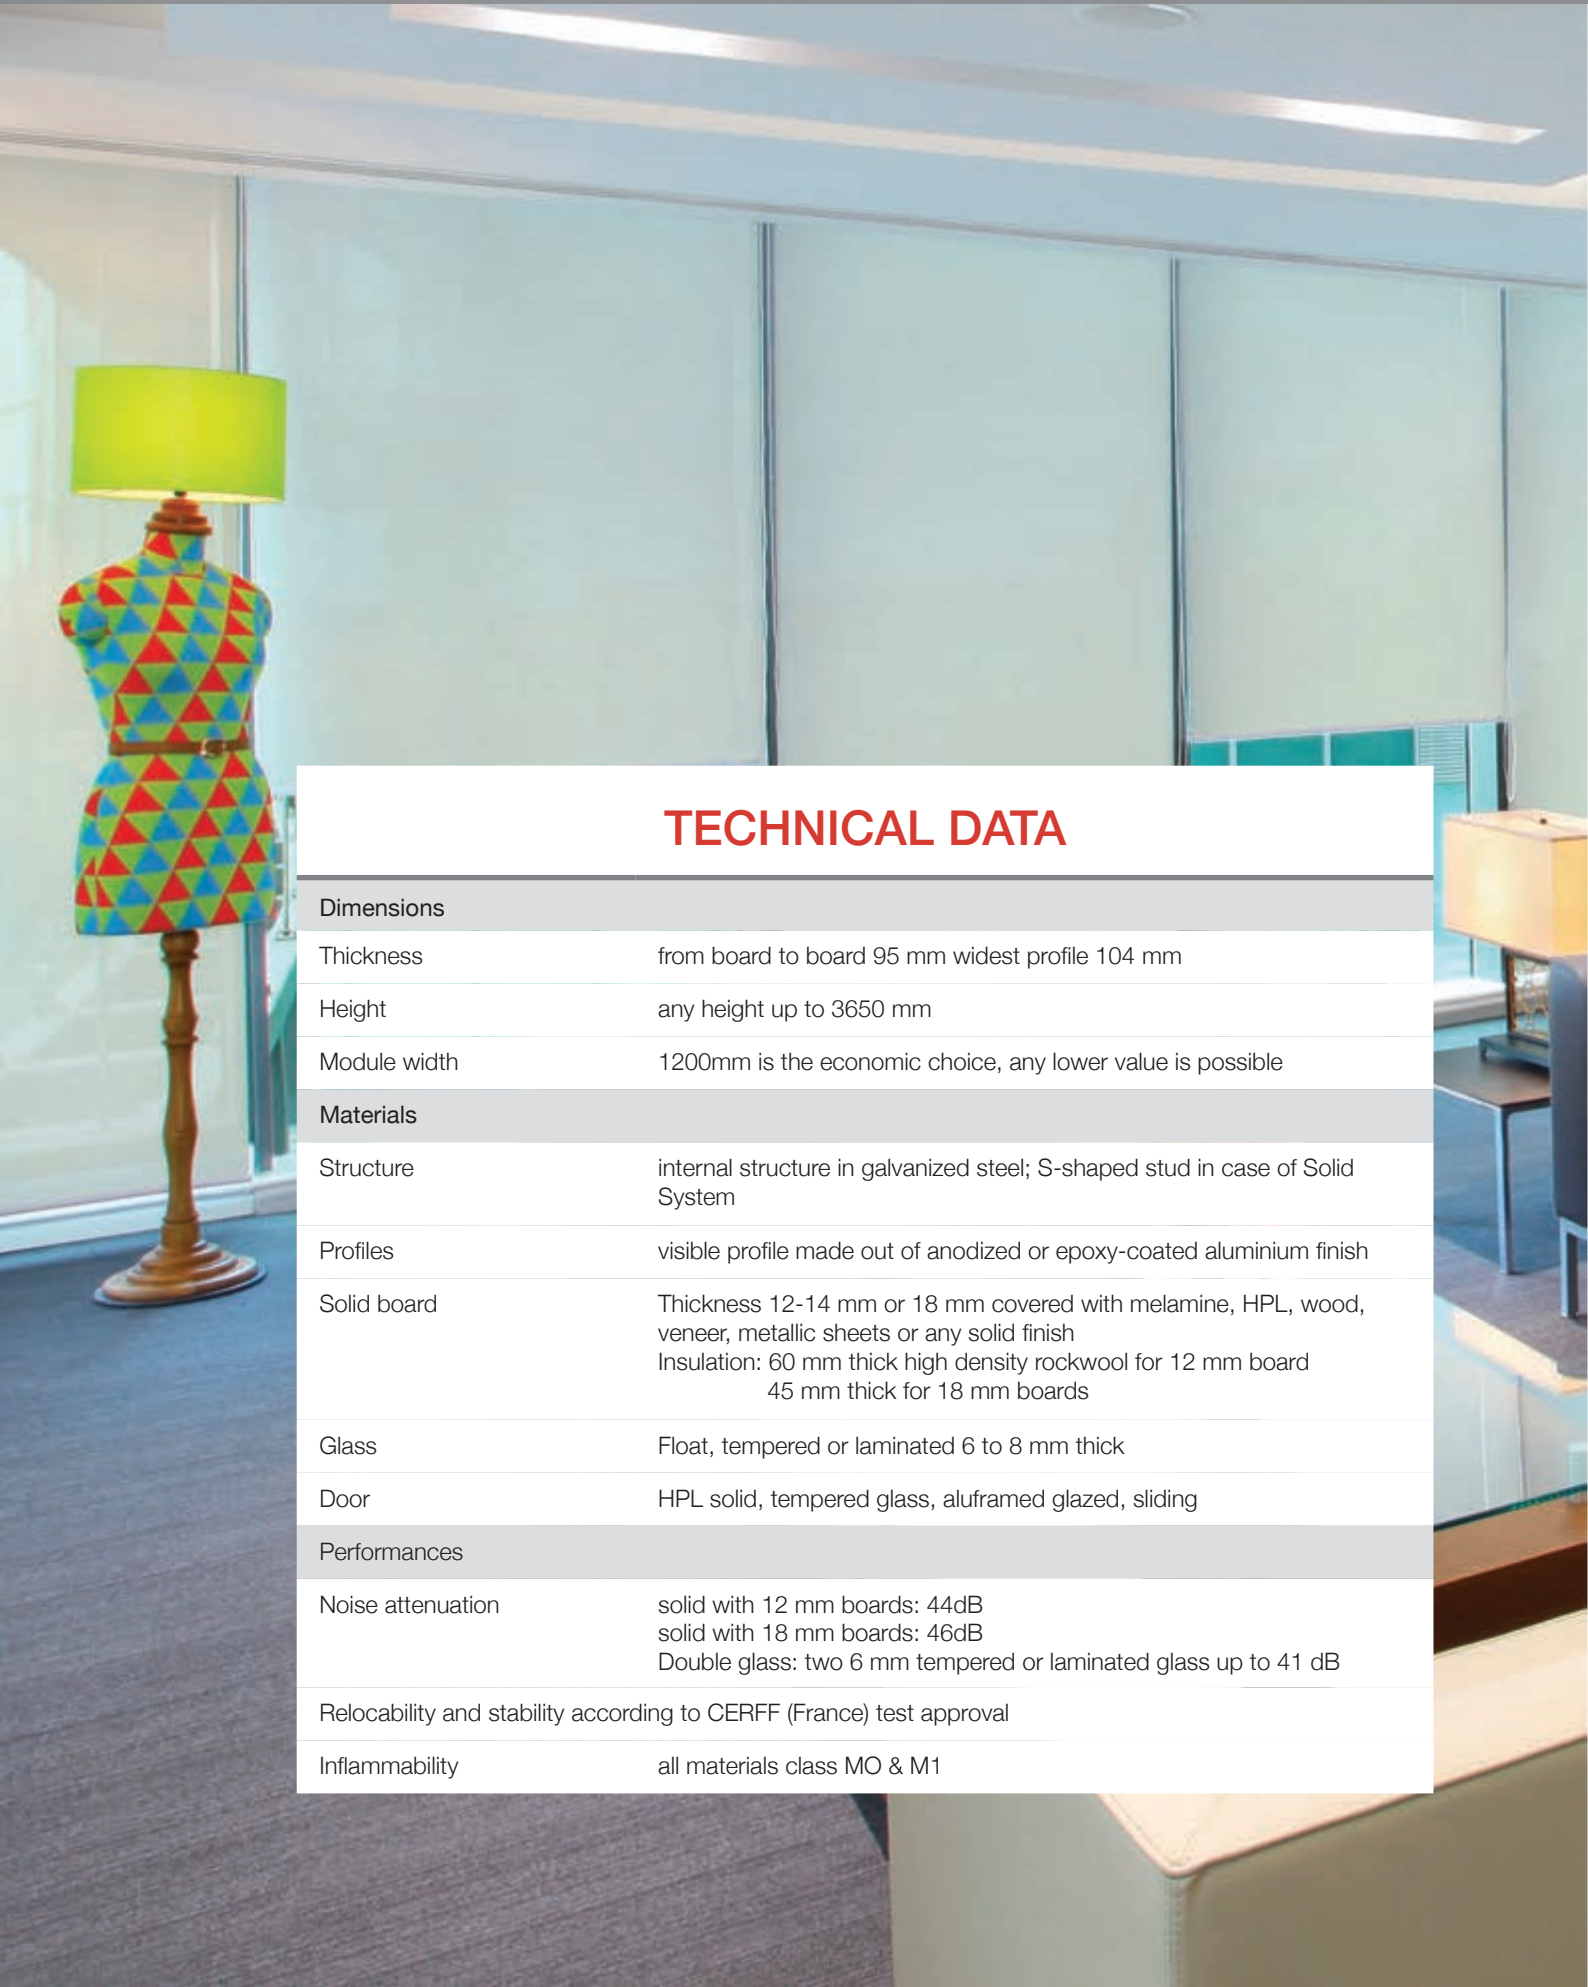 TECHNICAL DATA
Dimensions
Thickness from board to board 95 mm widest profile 104 mm
Height any height up to 3650 mm
Module width 1200mm is the economic choice, any lower value is possible
Materials
Structure internal structure in galvanized steel; S-shaped stud in case of Solid
System
Profiles visible profile made out of anodized or epoxy-coated aluminium finish
Solid board Thickness 12-14 mm or 18 mm covered with melamine, HPL, wood,
veneer, metallic sheets or any solid finish
Insulation: 60 mm thick high density rockwool for 12 mm board
45 mm thick for 18 mm boards
Glass Float, tempered or laminated 6 to 8 mm thick
Door HPL solid, tempered glass, aluframed glazed, sliding
Performances
Noise attenuation solid with 12 mm boards: 44dB
solid with 18 mm boards: 46dB
Double glass: two 6 mm tempered or laminated glass up to 41 dB
Relocability and stability according to CERFF (France) test approval
Inflammability all materials class MO & M1